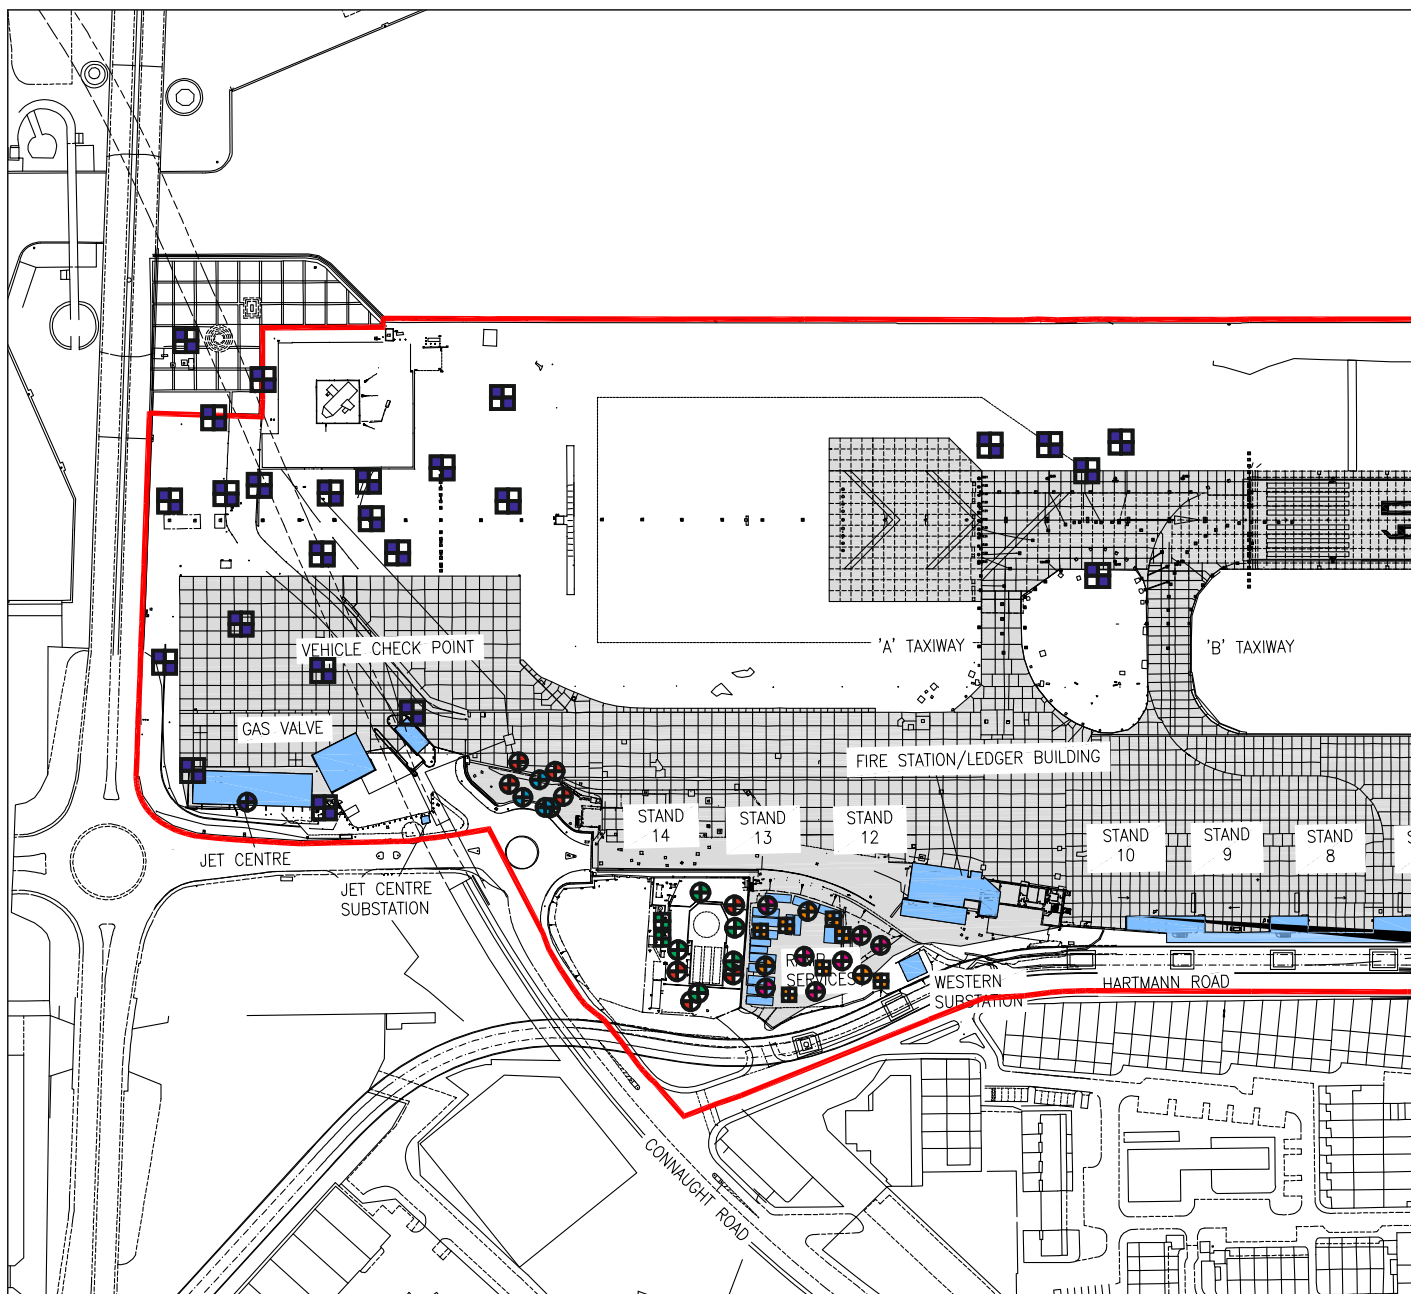 'A' TAXIWAY
'B' TAXIWAY
VEHICLE CHECK POINT
GAS VALVE
FIRE STATION/LEDGER BUILDING
STAND
14
STAND
13
STAND
12
STAND
10
STAND
9
STAND
8
JET CENTRE
JET CENTRE
SUBSTATION
SERVICES
WESTERN
SUBSTATION
HARTMANN ROAD
CONNAUGHT ROAD